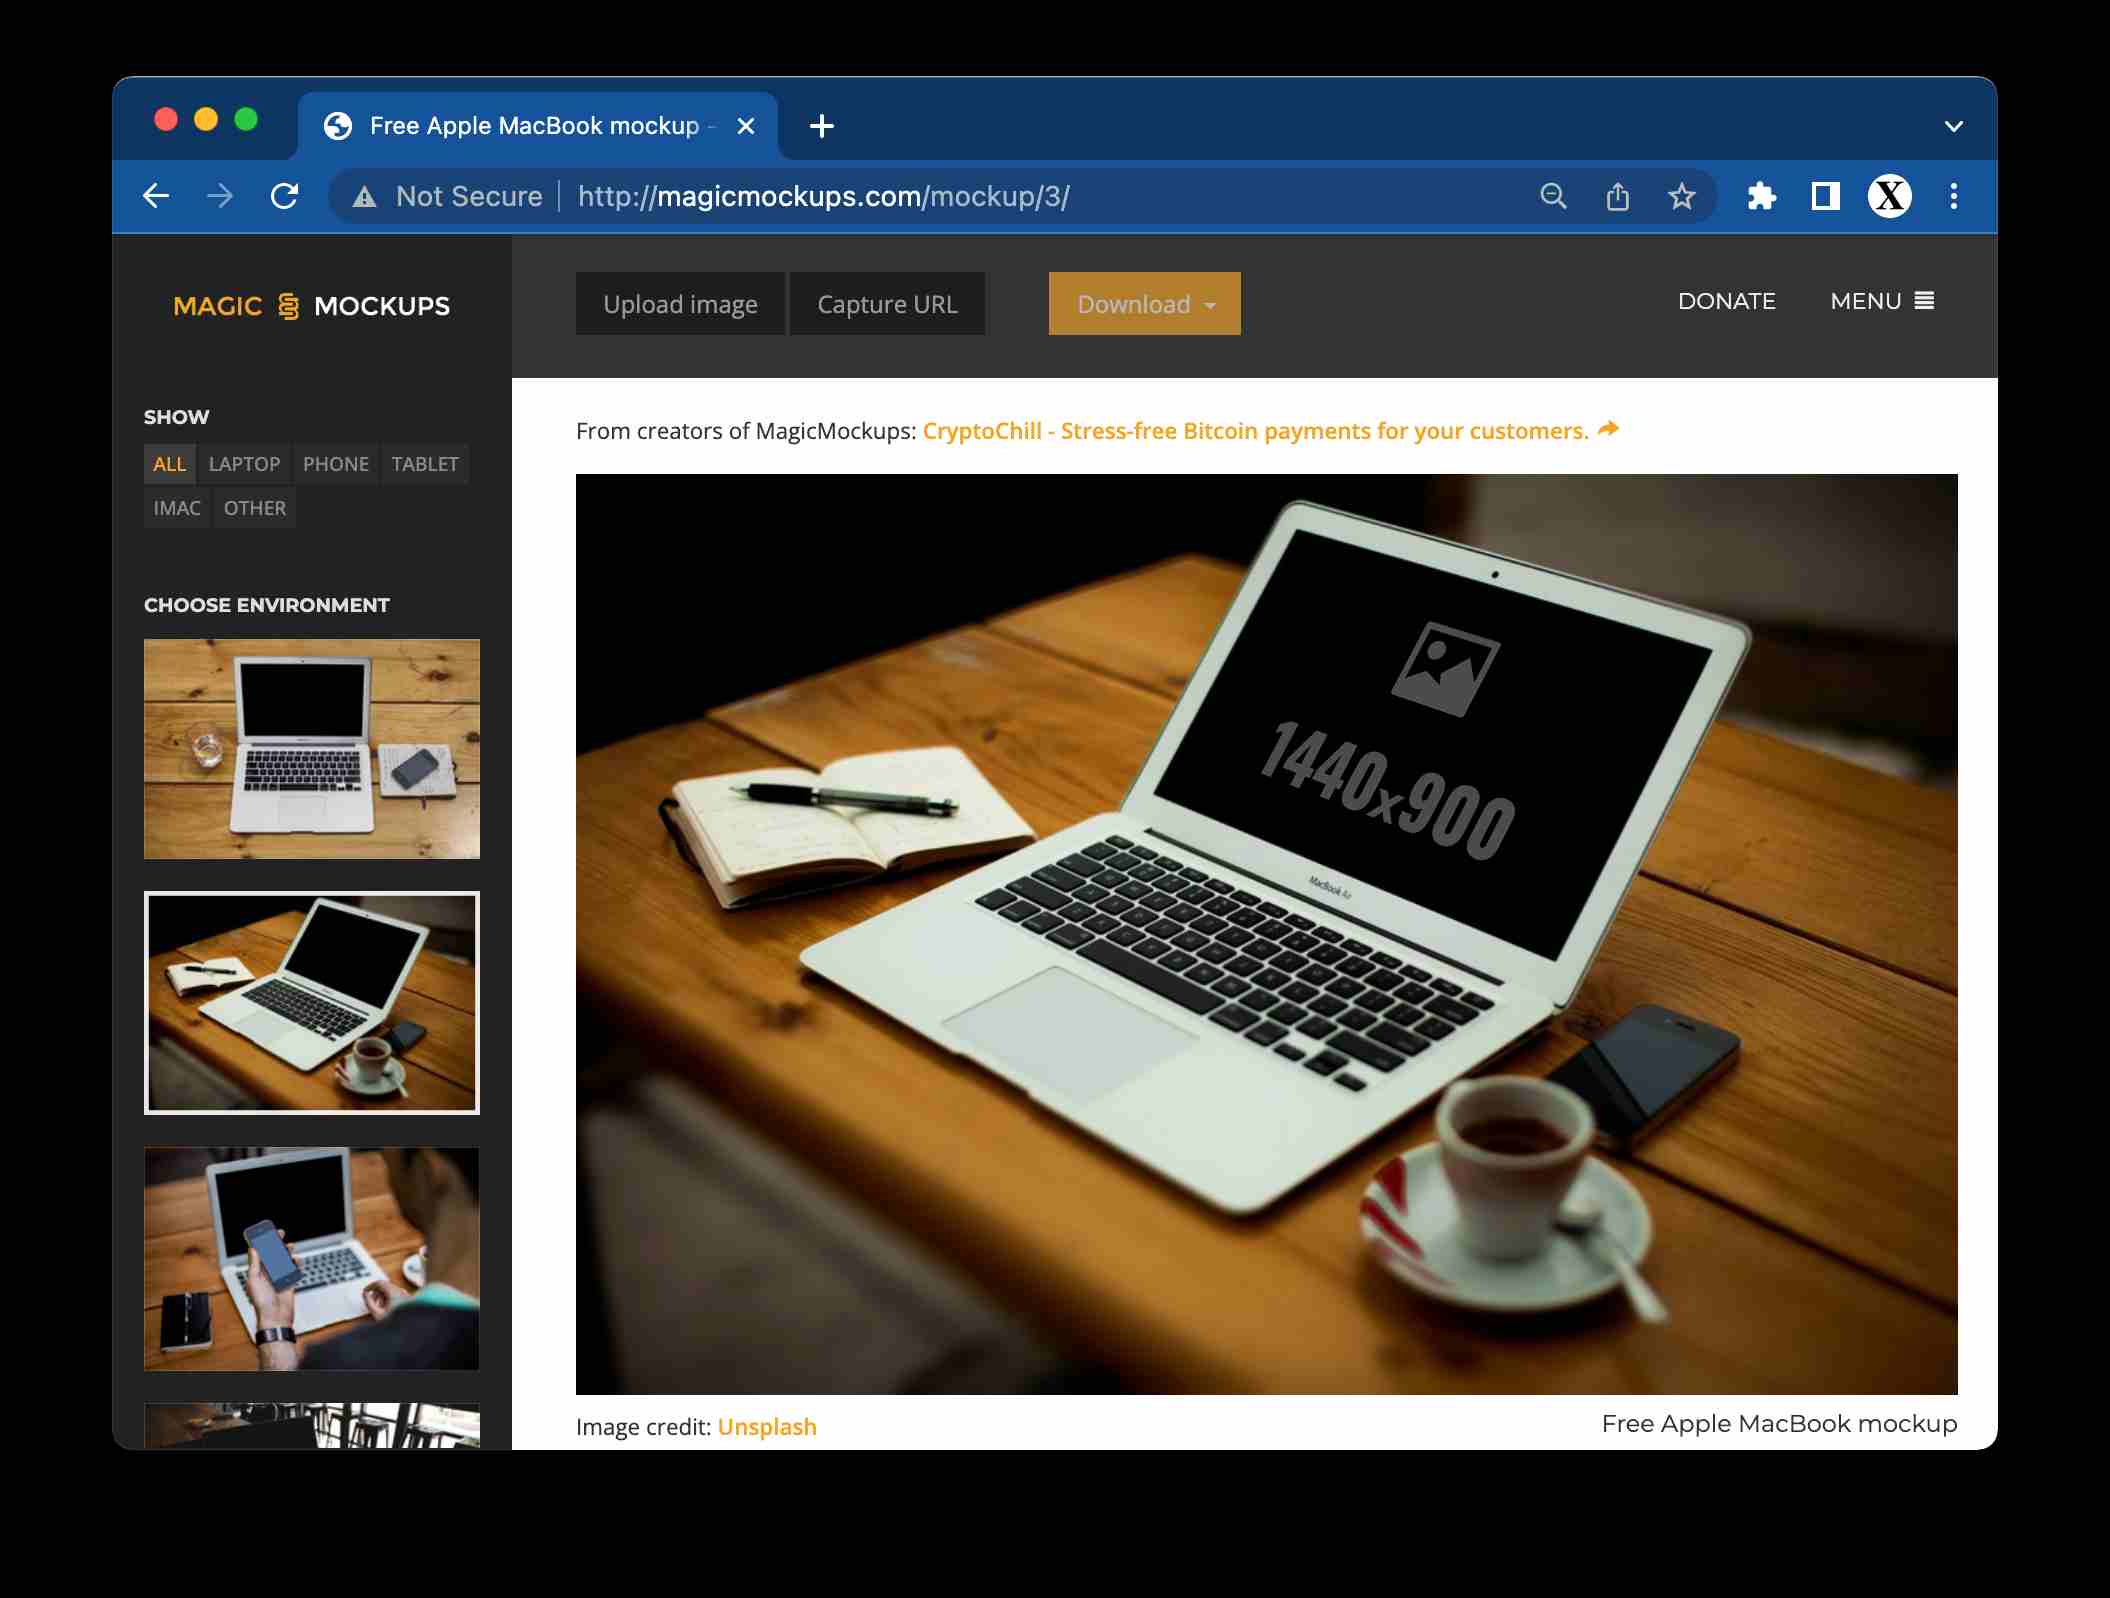 Free Apple MacBook mockup -
Not Secure | http://magicmockups.com/mockup/3/
X
MAGIC MOCKUPS
Upload image
Capture URL
Download
DONATE
MENU
SHOW
ALL LAPTOP PHONE TABLET
IMAC OTHER
CHOOSE ENVIRONMENT
From creators of MagicMockups: CryptoChill - Stress-free Bitcoin payments for your customers.
1440x900
MacBook Air
Image credit: Unsplash
Free Apple MacBook mockup